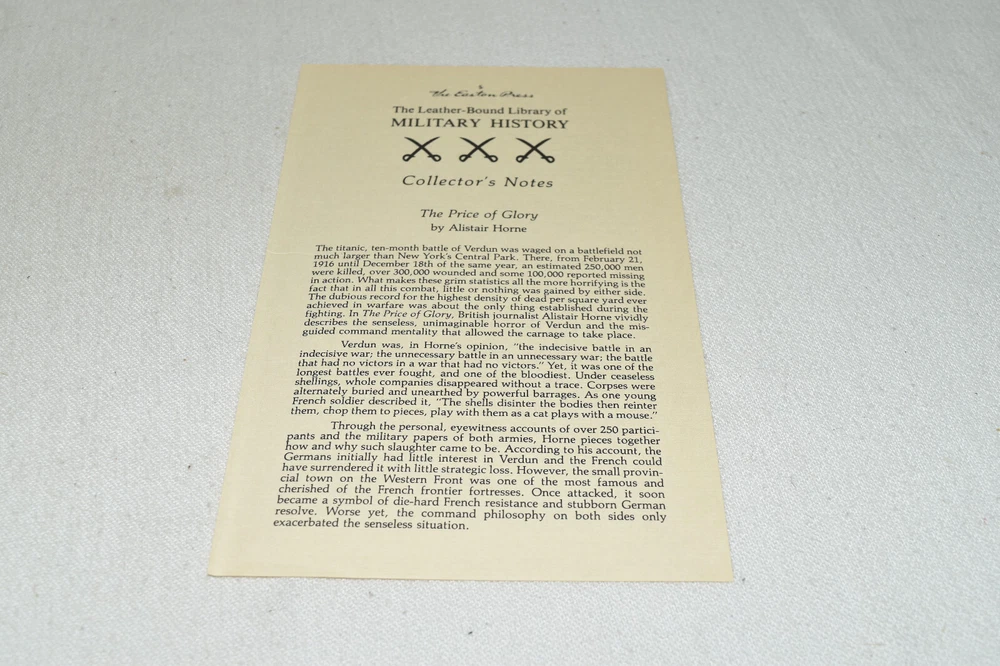 The Easton Press
The Leather-Bound Library of
MILITARY HISTORY
Collector's Notes
The Price of Glory
by Alistair Horne
The titanic, ten-month battle of Verdun was waged on a battlefield not
much larger than New York's Central Park. There, from February 21,
1916 until December 18th of the same year, an estimated 250,000 men
were killed, over 300,000 wounded and some 100,000 reported missing
in action. What makes these grim statistics all the more horrifying is the
fact that in all this combat, little or nothing was gained by either side.
The dubious record for the highest density of dead per square yard ever
achieved in warfare was about the only thing established during the
fighting. In The Price of Glory, British journalist Alistair Horne vividly
describes the senseless, unimaginable horror of Verdun and the mis-
guided command mentality that allowed the carnage to take place.
Verdun was, in Horne's opinion, "the indecisive battle in an
indecisive war; the unnecessary battle in an unnecessary war; the battle
that had no victors in a war that had no victors." Yet, it was one of the
longest battles ever fought, and one of the bloodiest. Under ceaseless
shellings, whole companies disappeared without a trace. Corpses were
alternately buried and unearthed by powerful barrages. As one young
French soldier described it, "The shells disinter the bodies then reinter
them, chop them to pieces, play with them as a cat plays with a mouse."
Through the personal, eyewitness accounts of over 250 partici-
pants and the military papers of both armies, Horne pieces together
how and why such slaughter came to be. According to his account, the
Germans initially had little interest in Verdun and the French could
have surrendered it with little strategic loss. However, the small provin-
cial town on the Western Front was one of the most famous and
cherished of the French frontier fortresses. Once attacked, it soon
became a symbol of die-hard French resistance and stubborn German
resolve. Worse yet, the command philosophy on both sides only
exacerbated the senseless situation.